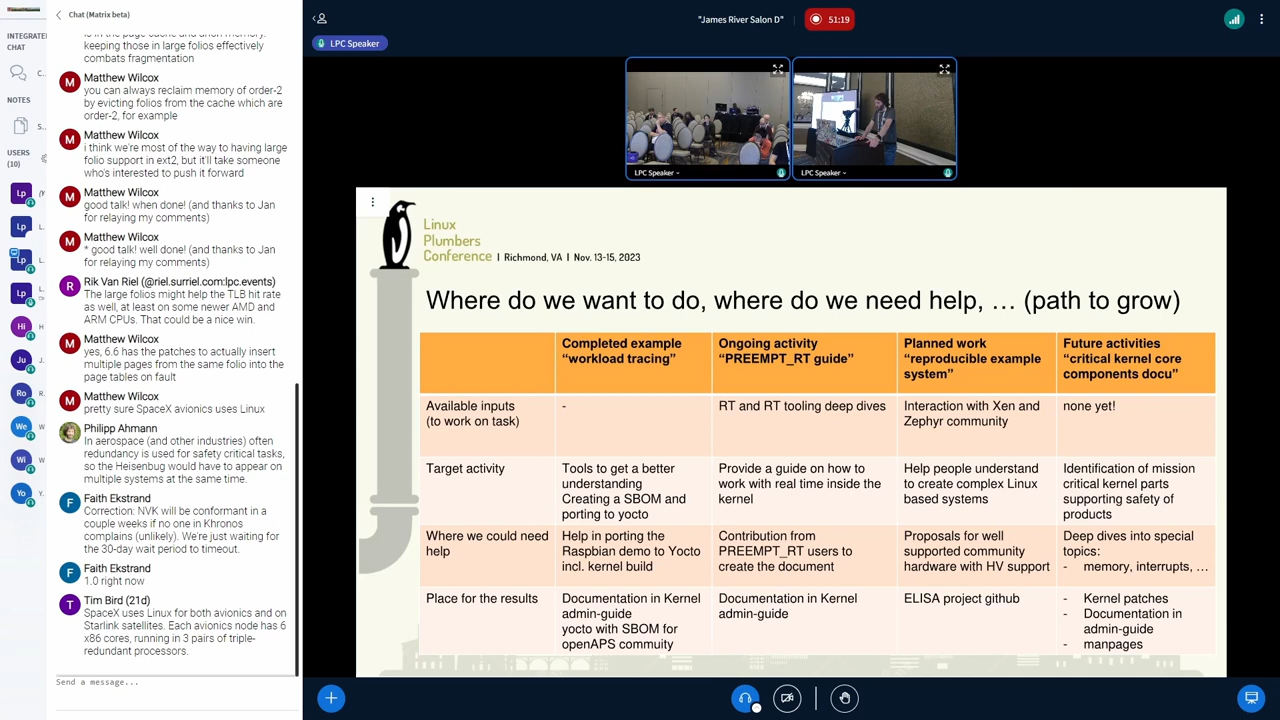 Chat (Matrix beta)
INTEGRATE
CHAT
C...
NOTES
S...
USERS
(10)
keeping those in large folios effectively
combats fragmentation
M
Matthew Wilcox
you can always reclaim memory of order-2
by evicting folios from the cache which are
order-2, for example
M
Matthew Wilcox
i think we're most of the way to having large
folio support in ext2, but it'll take someone
who's interested to push it forward
M
Matthew Wilcox
good talk! when done! (and thanks to Jan
for relaying my comments)
M
Matthew Wilcox
* good talk! well done! (and thanks to Jan
for relaying my comments)
R
Rik Van Riel (@riel.surriel.com:lpc.events)
The large folios might help the TLB hit rate
as well, at least on some newer AMD and
ARM CPUs. That could be a nice win.
M
Matthew Wilcox
yes, 6.6 has the patches to actually insert
multiple pages from the same folio into the
page tables on fault
M
Matthew Wilcox
pretty sure SpaceX avionics uses Linux
Philipp Ahmann
In aerospace (and other industries) often
redundancy is used for safety critical tasks,
so the Heisenbug would have to appear on
multiple systems at the same time.
F
Faith Ekstrand
Correction: NVK will be conformant in a
couple weeks if no one in Khronos
complains (unlikely). We're just waiting for
the 30-day wait period to timeout.
F
Faith Ekstrand
1.0 right now
T
Tim Bird (21d)
SpaceX uses Linux for both avionics and on
Starlink satellites. Each avionics node has 6
x86 cores, running in 3 pairs of triple-
redundant processors.
Send a message...
Lp
Lp
Lp
Lp
Hi
Ju
Ro
We
Wi
Yo
"James River Salon D"
51:19
LPC Speaker
LPC Speaker
LPC Speaker
Linux
Plumbers
Conference | Richmond, VA | Nov. 13-15, 2023
Where do we want to do, where do we need help, … (path to grow)
Completed example
“workload tracing”
Ongoing activity
“PREEMPT_RT guide”
Planned work
“reproducible example
system”
Future activities
“critical kernel core
components docu”
Available inputs
(to work on task)
-
RT and RT tooling deep dives
Interaction with Xen and
Zephyr community
none yet!
Target activity
Tools to get a better
understanding
Creating a SBOM and
porting to yocto
Provide a guide on how to
work with real time inside the
kernel
Help people understand
to create complex Linux
based systems
Identification of mission
critical kernel parts
supporting safety of
products
Where we could need
help
Help in porting the
Raspbian demo to Yocto
incl. kernel build
Contribution from
PREEMPT_RT users to
create the document
Proposals for well
supported community
hardware with HV support
Deep dives into special
topics:
- memory, interrupts, …
Place for the results
Documentation in Kernel
admin-guide
yocto with SBOM for
openAPS commuity
Documentation in Kernel
admin-guide
ELISA project github
- Kernel patches
- Documentation in
admin-guide
- manpages